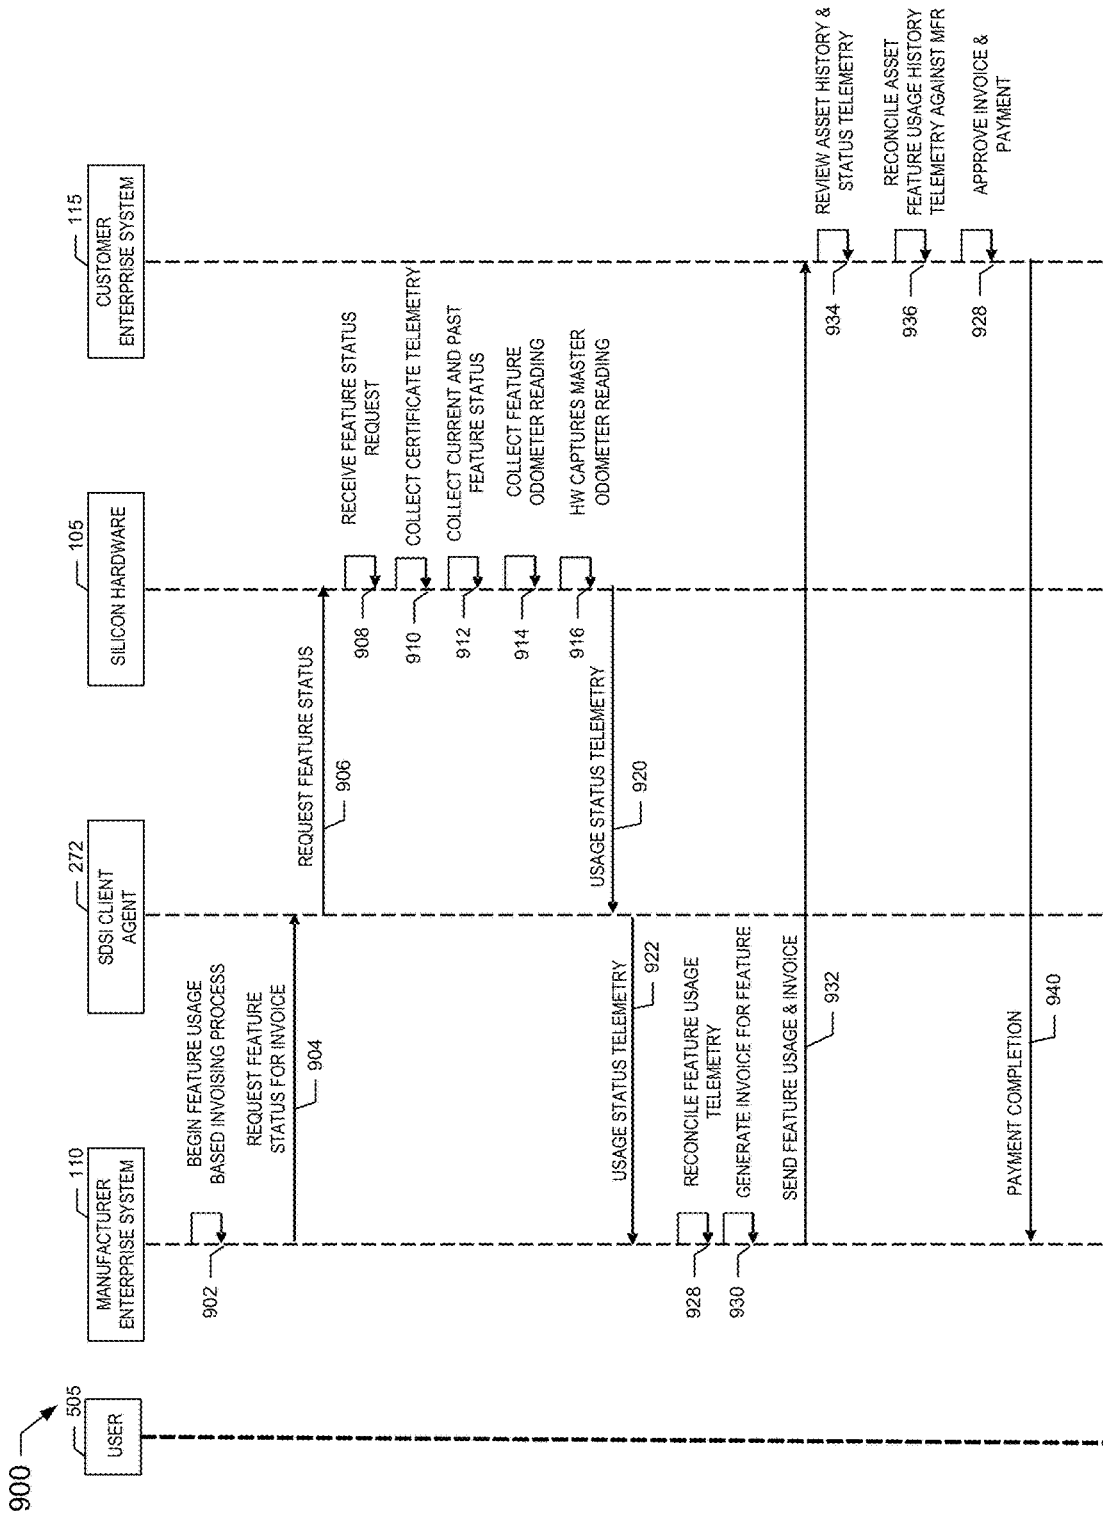 900
505
USER
110
MANUFACTURER
ENTERPRISE SYSTEM
272
SDSI CLIENT
AGENT
105
SILICON HARDWARE
115
CUSTOMER
ENTERPRISE SYSTEM
902
BEGIN FEATURE USAGE
BASED INVOISING PROCESS
REQUEST FEATURE
STATUS FOR INVOICE
904
REQUEST FEATURE STATUS
906
908
RECEIVE FEATURE STATUS
REQUEST
910
COLLECT CERTIFICATE TELEMETRY
912
COLLECT CURRENT AND PAST
FEATURE STATUS
914
COLLECT FEATURE
ODOMETER READING
916
HW CAPTURES MASTER
ODOMETER READING
USAGE STATUS TELEMETRY
920
USAGE STATUS TELEMETRY
922
928
RECONCILE FEATURE USAGE
TELEMETRY
930
GENERATE INVOICE FOR FEATURE
SEND FEATURE USAGE & INVOICE
932
934
REVIEW ASSET HISTORY &
STATUS TELEMETRY
936
RECONCILE ASSET
FEATURE USAGE HISTORY
TELEMETRY AGAINST MFR
928
APPROVE INVOICE &
PAYMENT
PAYMENT COMPLETION
940